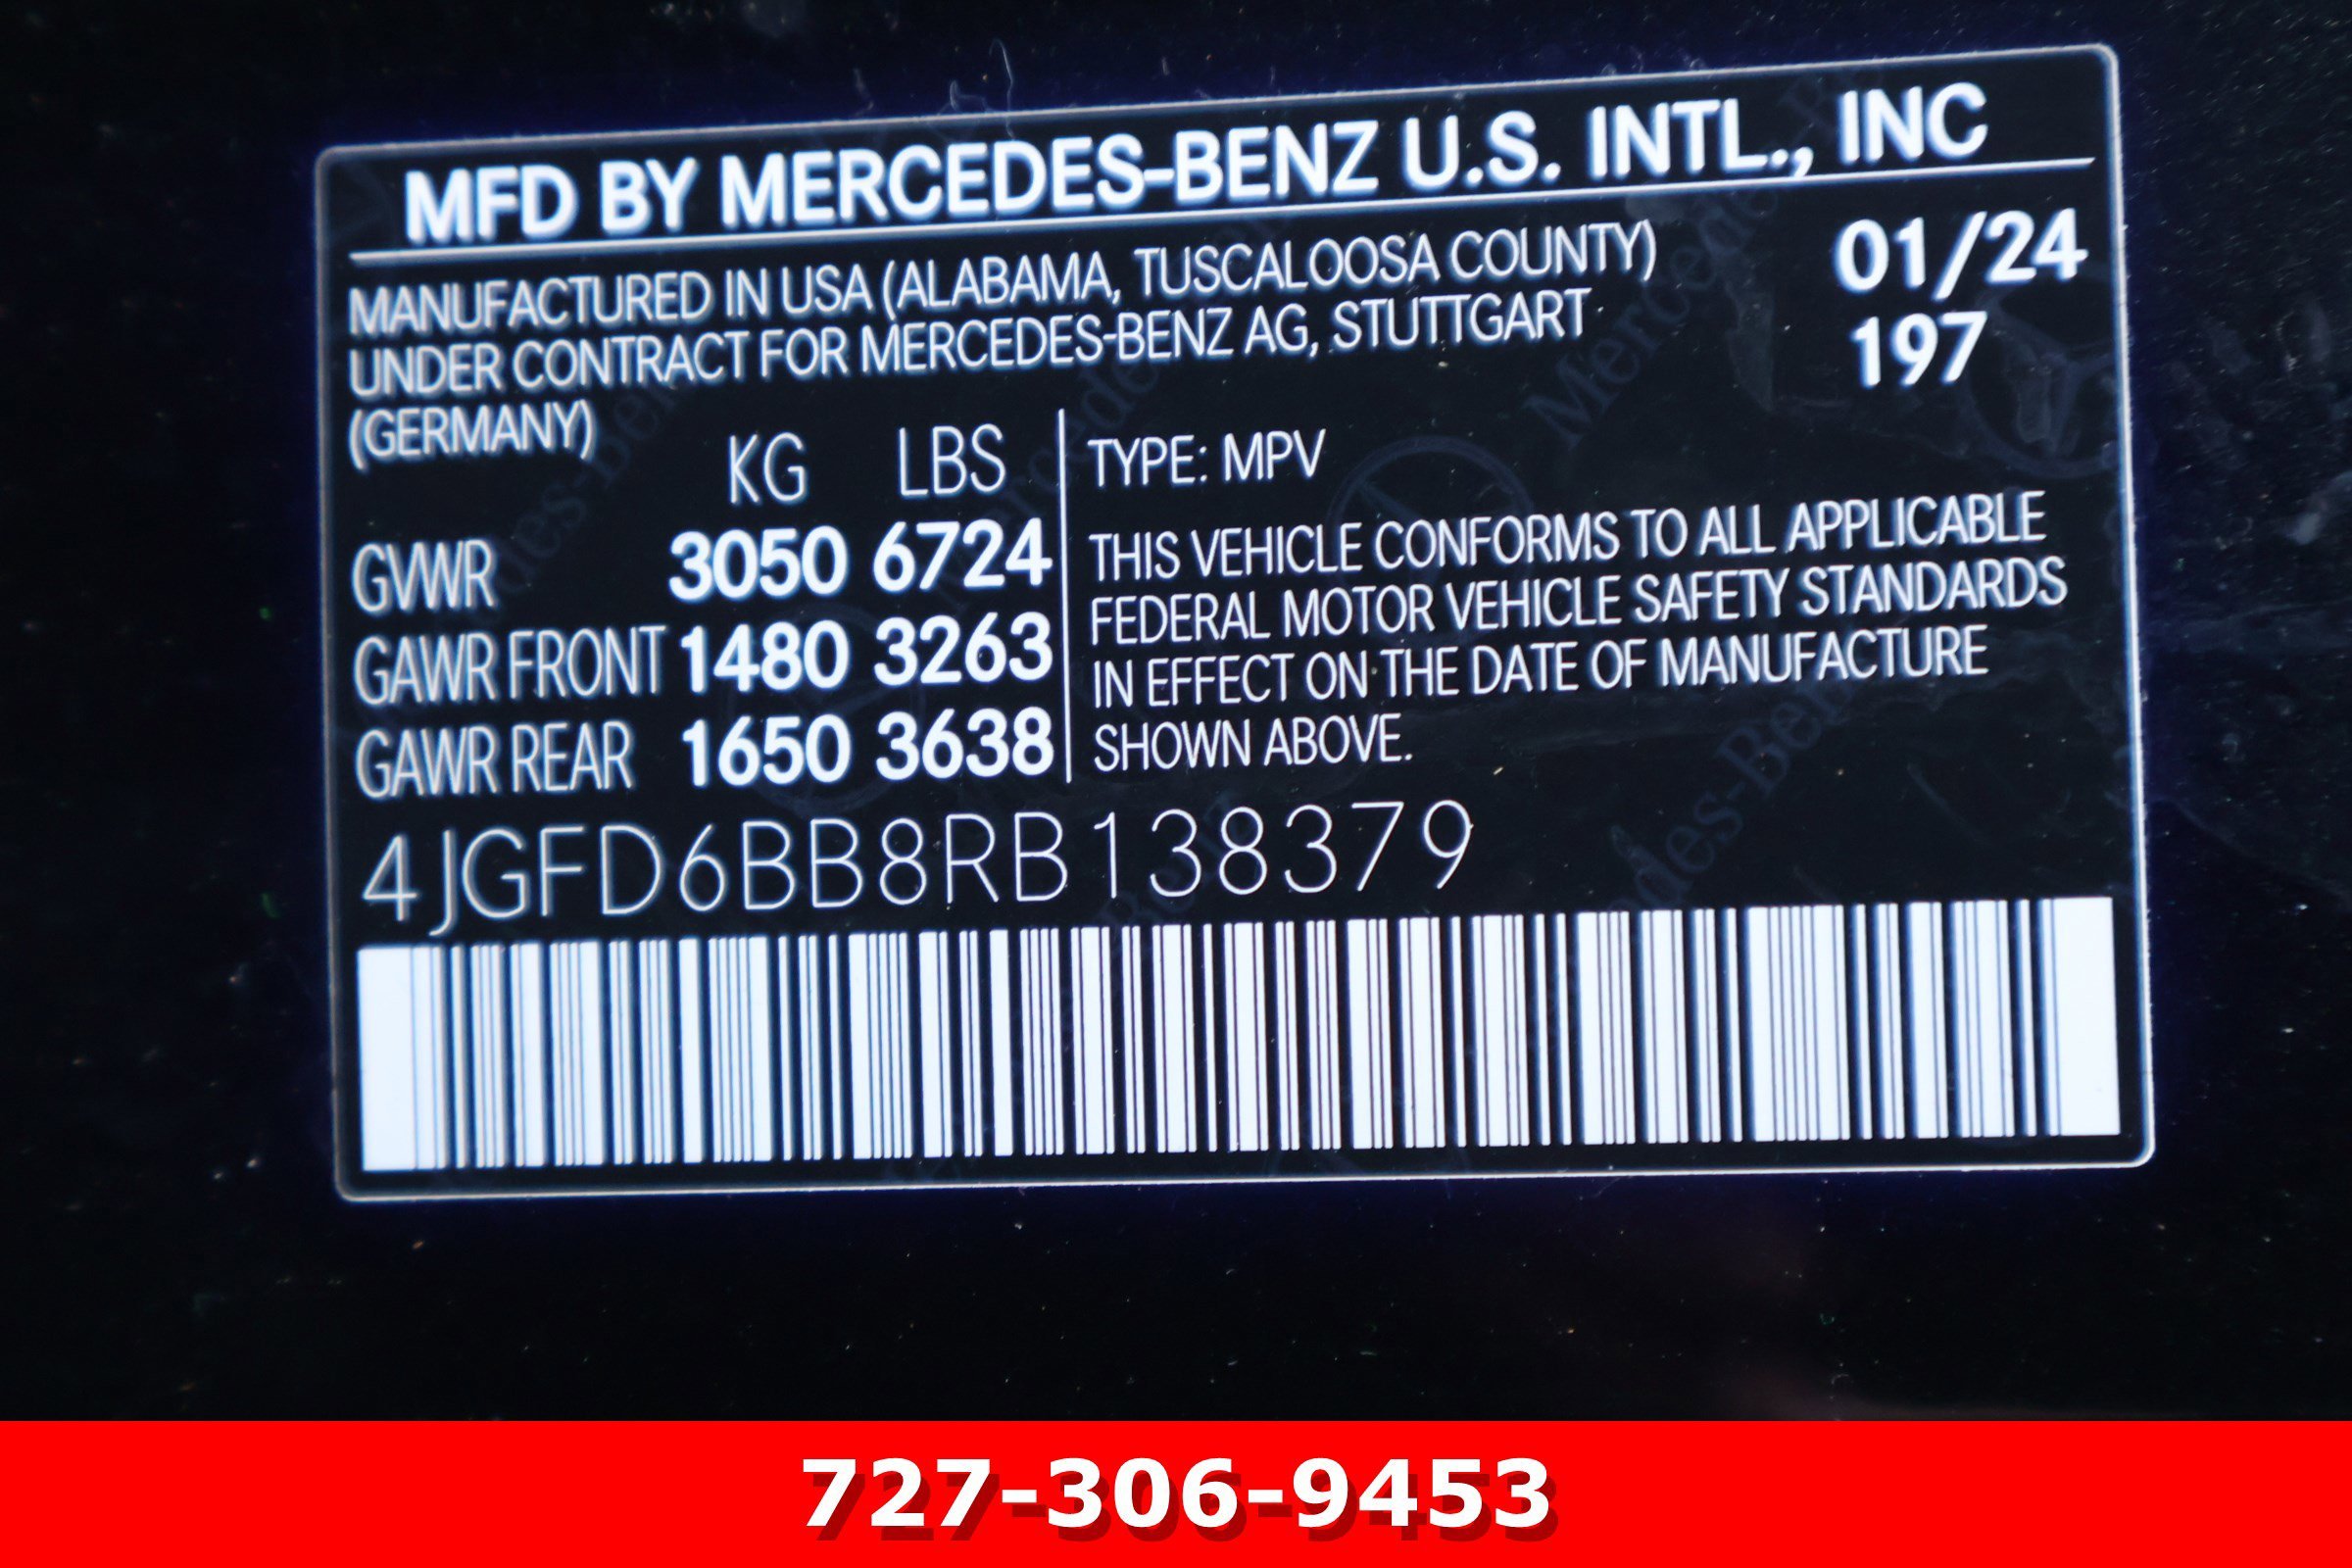 MFD BY MERCEDES-BENZ U.S. INTL., INC
MANUFACTURED IN USA (ALABAMA, TUSCALOOSA COUNTY) 01/24
UNDER CONTRACT FOR MERCEDES-BENZ AG, STUTTGART 197
(GERMANY)
KG LBS
GVWR 3050 6724
GAWR FRONT 1480 3263
GAWR REAR 1650 3638
TYPE: MPV
THIS VEHICLE CONFORMS TO ALL APPLICABLE
FEDERAL MOTOR VEHICLE SAFETY STANDARDS
IN EFFECT ON THE DATE OF MANUFACTURE
SHOWN ABOVE.
4JGFD6BB8RB138379
727-306-9453